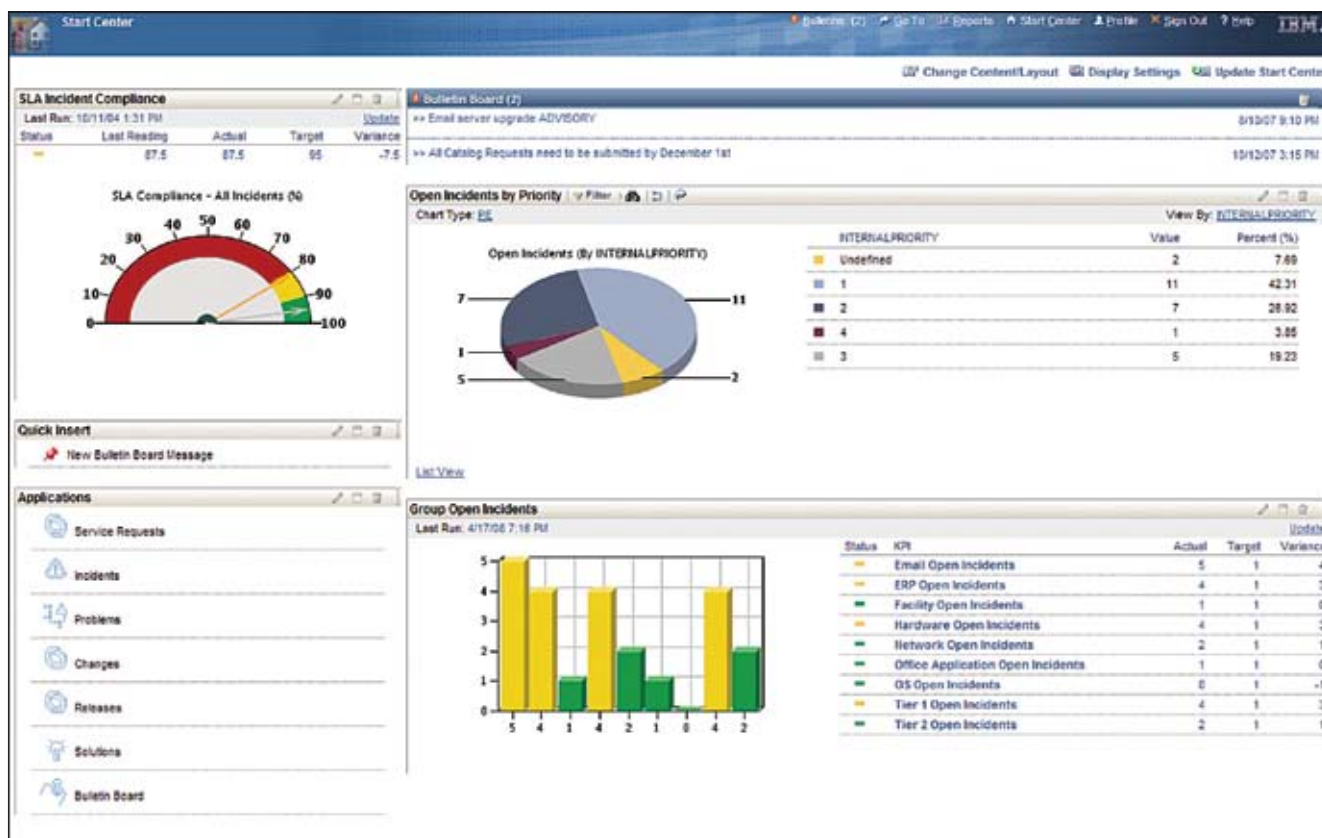 Start Center
Bulletins: (2) Go To Reports Start Center Profile Sign Out Help IBM.
Change Content/Layout Display Settings Update Start Cente
SLA Incident Compliance
Last Run: 10/11/04 1:31 PM Update
Status Last Reading Actual Target Variance
87.5 87.5 95 -7.5
SLA Compliance - All Incidents (%)
0 10 20 30 40 50 60 70 80 90 100
Quick Insert
New Bulletin Board Message
Applications
Service Requests
Incidents
Problems
Changes
Releases
Solutions
Bulletin Board
Bulletin Board (2)
>> Email server upgrade ADVISORY 9:10 PM
>> All Catalog Requests need to be submitted by December 1st 3:15 PM
Open Incidents by Priority Filter
Chart Type: View By: INTERNALPRIORITY
Open Incidents (By INTERNALPRIORITY)
7
11
1
5
2
INTERNALPRIORITY Value Percent (%)
Undefined 2 7.69
1 11 42.31
2 7 26.92
4 1 3.85
3 5 19.23
List View
Group Open Incidents
Last Run: 7:16 PM Update
5
4
3
2
1
0
5 4 1 4 2 1 0 4 2
Status KPI Actual Target Variance
Email Open Incidents 5 1 4
ERP Open Incidents 4 1 3
Facility Open Incidents 1 1 0
Hardware Open Incidents 4 1 3
Network Open Incidents 2 1 1
Office Application Open Incidents 1 1 0
OS Open Incidents 0 1
Tier 1 Open Incidents 4 1 3
Tier 2 Open Incidents 2 1 1